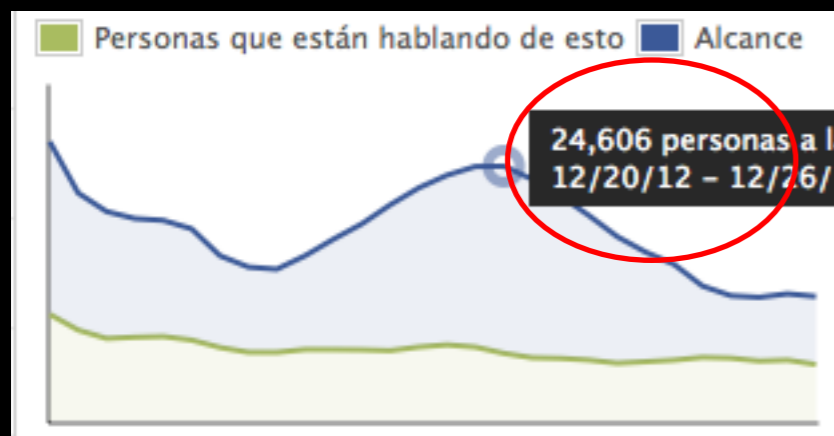 Personas que están hablando de esto Alcance
24,606 personas a l
12/20/12 – 12/26/